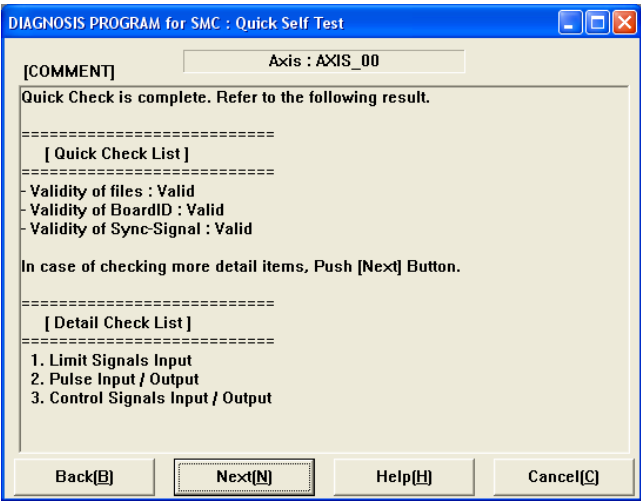 DIAGNOSIS PROGRAM for SMC : Quick Self Test
[COMMENT]
Axis : AXIS_00
Quick Check is complete. Refer to the following result.
===========================
[ Quick Check List ]
===========================
- Validity of files : Valid
- Validity of BoardID : Valid
- Validity of Sync-Signal : Valid
In case of checking more detail items, Push [Next] Button.
===========================
[ Detail Check List ]
===========================
1. Limit Signals Input
2. Pulse Input / Output
3. Control Signals Input / Output
Back(B) Next(N) Help(H) Cancel(C)